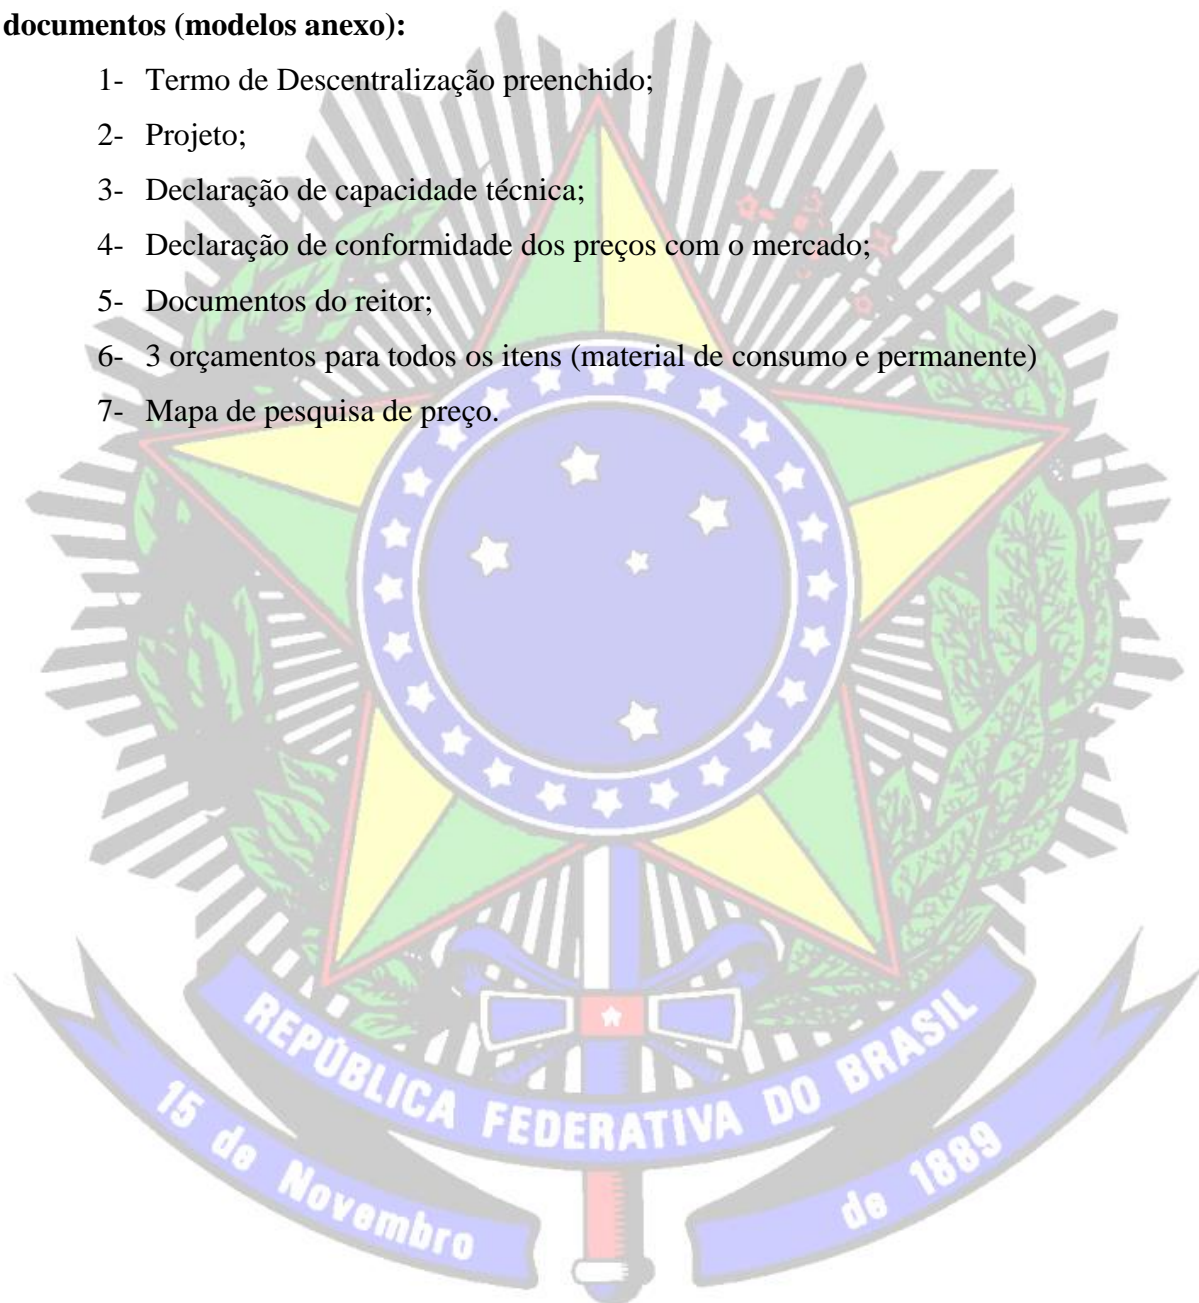 documentos (modelos anexo):
1- Termo de Descentralização preenchido;
2- Projeto;
3- Declaração de capacidade técnica;
4- Declaração de conformidade dos preços com o mercado;
5- Documentos do reitor;
6- 3 orçamentos para todos os itens (material de consumo e permanente)
7- Mapa de pesquisa de preço.
REPÚBLICA FEDERATIVA DO BRASIL
15 de Novembro
de 1889